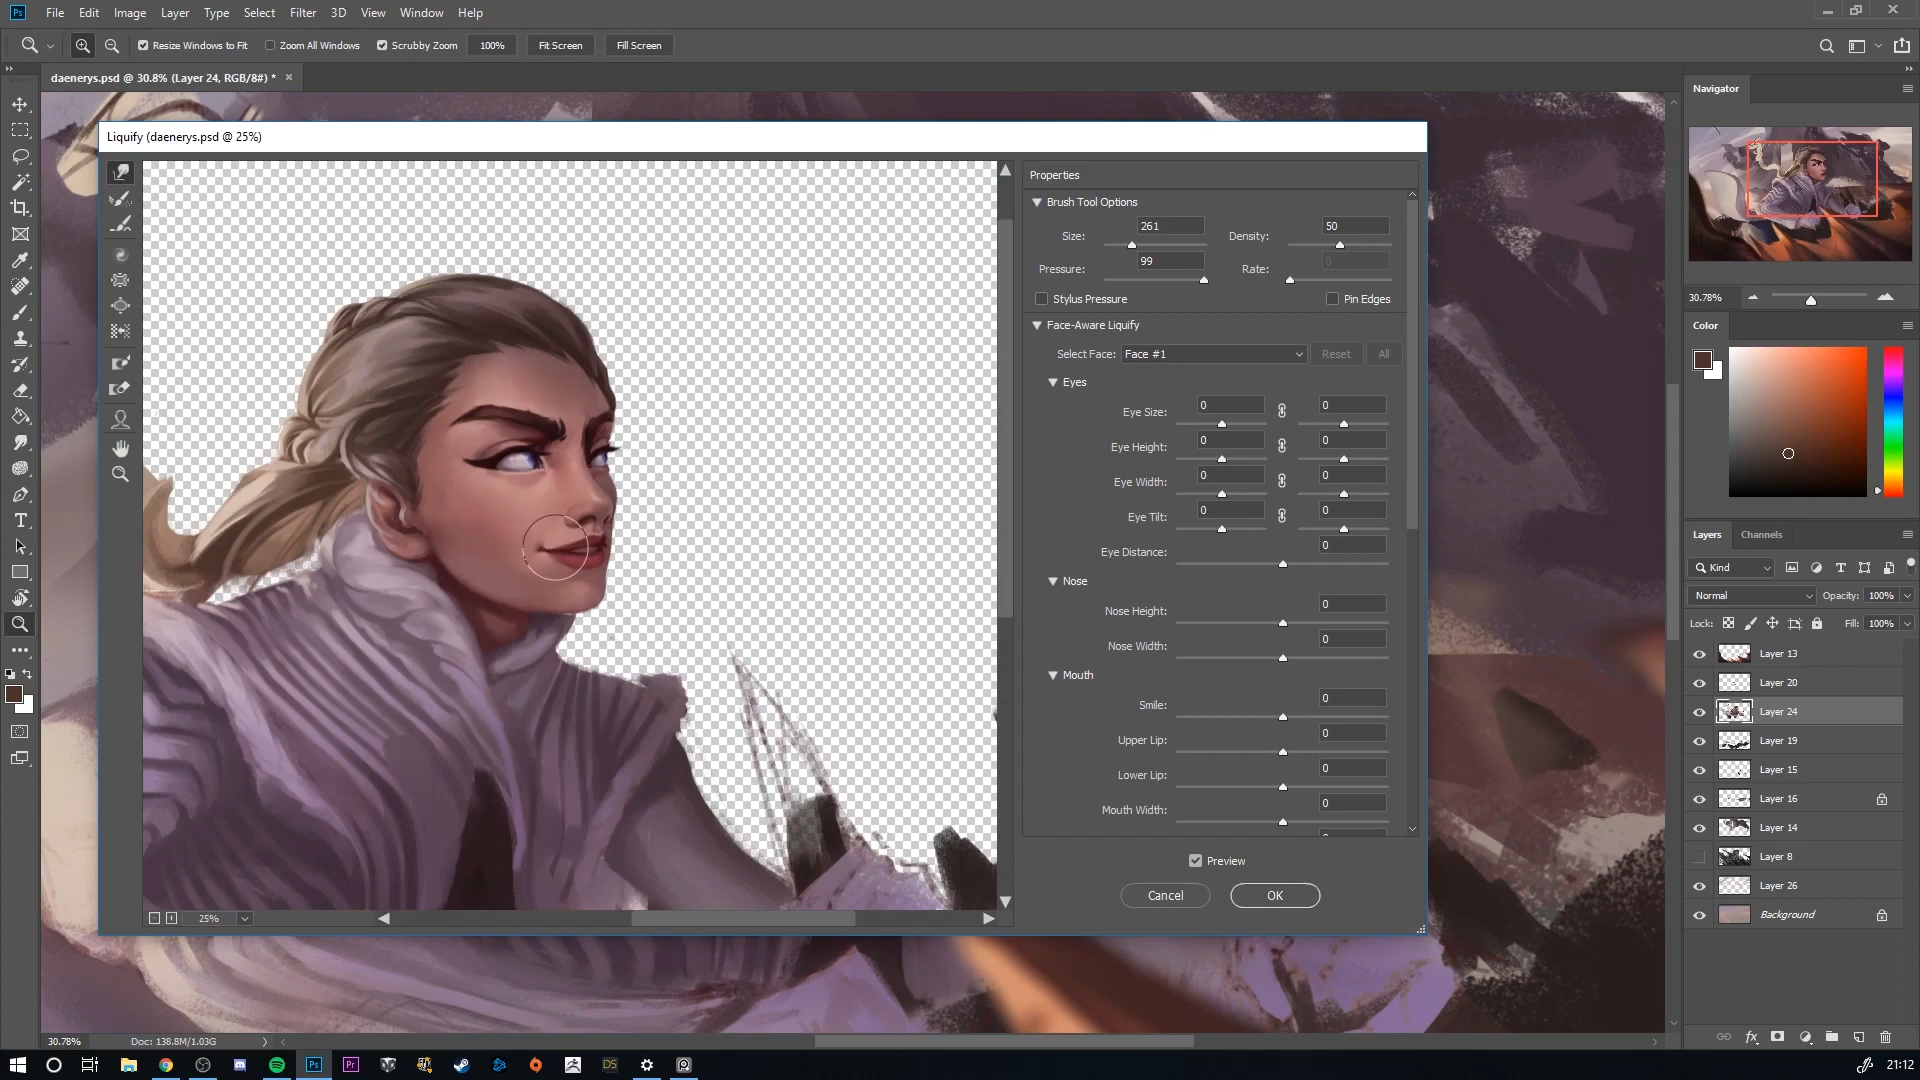 Ps File Edit Image Layer Type Select Filter 3D View Window Help
Resize Windows to Fit Zoom All Windows Scrubby Zoom 100% Fit Screen Fill Screen
daenerys.psd @ 30.8% (Layer 24, RGB/8#) *
Liquify (daenerys.psd @ 25%)
Properties
Brush Tool Options
Size: 261 Density: 50
Pressure: 99 Rate: 0
Stylus Pressure Pin Edges
Face-Aware Liquify
Select Face: Face #1 Reset All
Eyes
Eye Size: 0 0
Eye Height: 0 0
Eye Width: 0 0
Eye Tilt: 0 0
Eye Distance: 0
Nose
Nose Height: 0
Nose Width: 0
Mouth
Smile: 0
Upper Lip: 0
Lower Lip: 0
Mouth Width: 0
Preview
Cancel OK
25%
Navigator
30.78%
Color
Layers Channels
Kind
Normal Opacity: 100%
Lock: Fill: 100%
Layer 13
Layer 20
Layer 24
Layer 19
Layer 15
Layer 16
Layer 14
Layer 8
Layer 26
Background
30.78% Doc: 138.8M/1.03G
Ps Pr DS 21:12